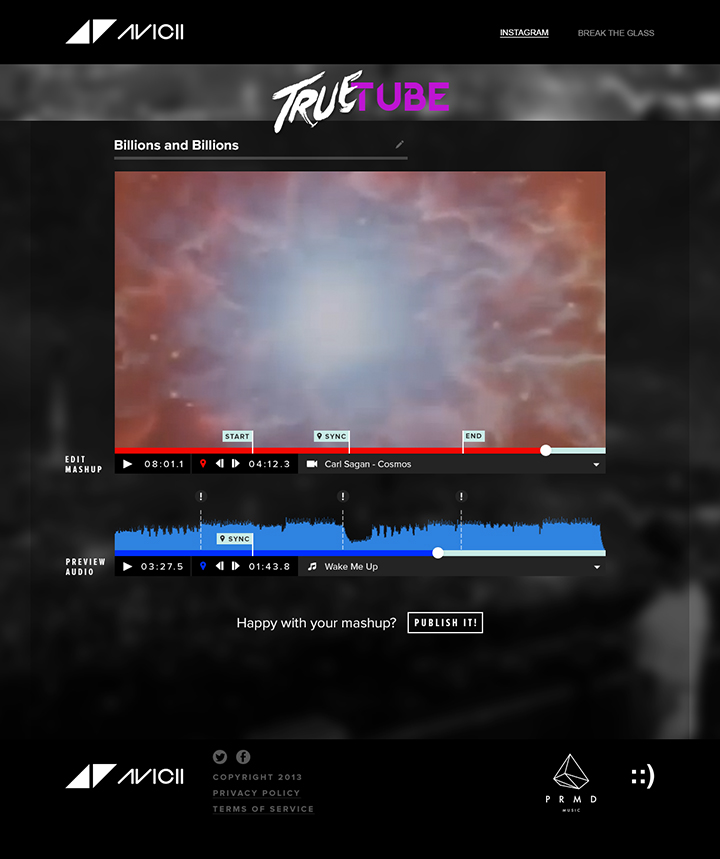 AVICII
INSTAGRAM
BREAK THE GLASS
TRUETUBE
Billions and Billions
START
SYNC
END
EDIT
MASHUP
08:01.1
04:12.3
Carl Sagan - Cosmos
!
!
!
SYNC
PREVIEW
AUDIO
03:27.5
01:43.8
Wake Me Up
Happy with your mashup?
PUBLISH IT!
AVICII
COPYRIGHT 2013
PRIVACY POLICY
TERMS OF SERVICE
PRMD
MUSIC
::)